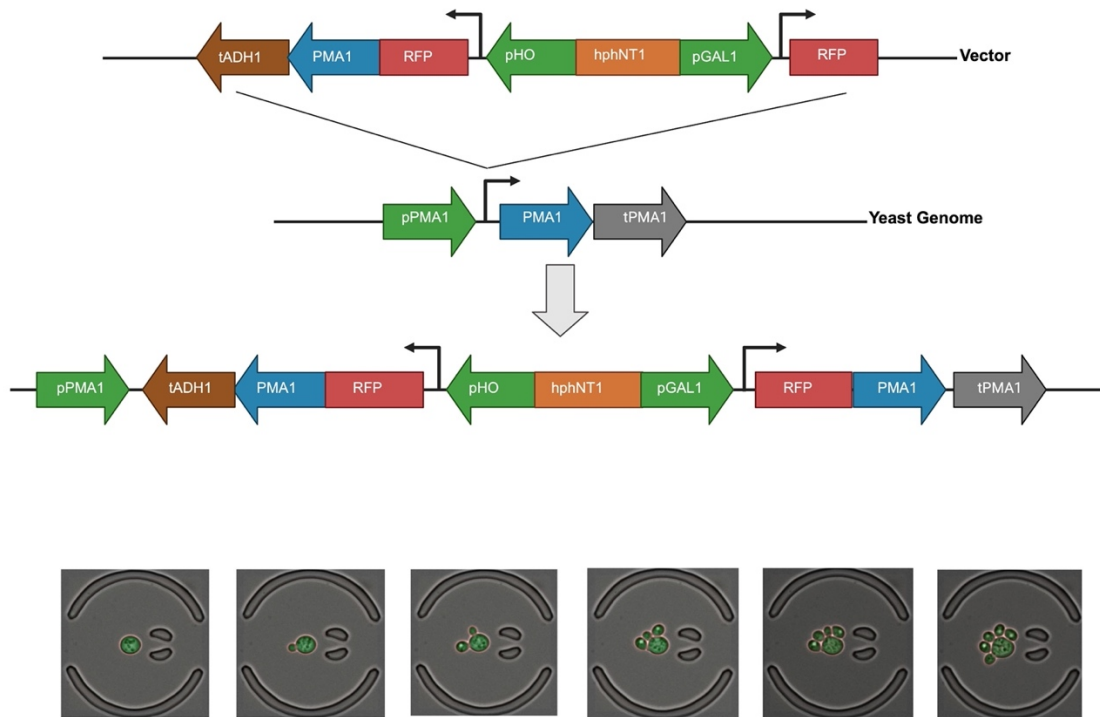 tADH1 PMA1 RFP pHO hphNT1 pGAL1 RFP Vector
pPMA1 PMA1 tPMA1 Yeast Genome
pPMA1 tADH1 PMA1 RFP pHO hphNT1 pGAL1 RFP PMA1 tPMA1